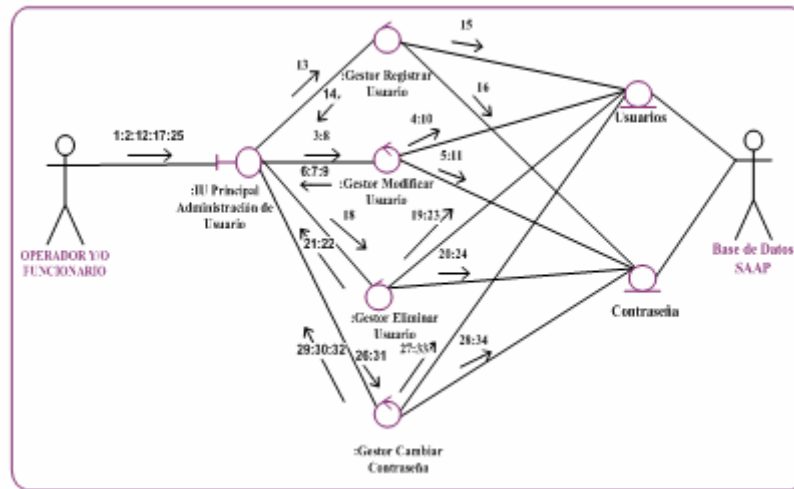 15
13
:Gestor Registrar
Usuario
14.
16
4:10
Usuarios
1:2:12:17:25
3:8
5:11
6:7:9
:Gestor Modificar
Usuario
:IU Principal
Administración de
Usuario
18
19:23
21:22
20:24
OPERADOR Y/O
FUNCIONARIO
Base de Datos
SAAP
Contraseña
:Gestor Eliminar
Usuario
29:30:32
26:31
27:33
28:34
:Gestor Cambiar
Contraseña